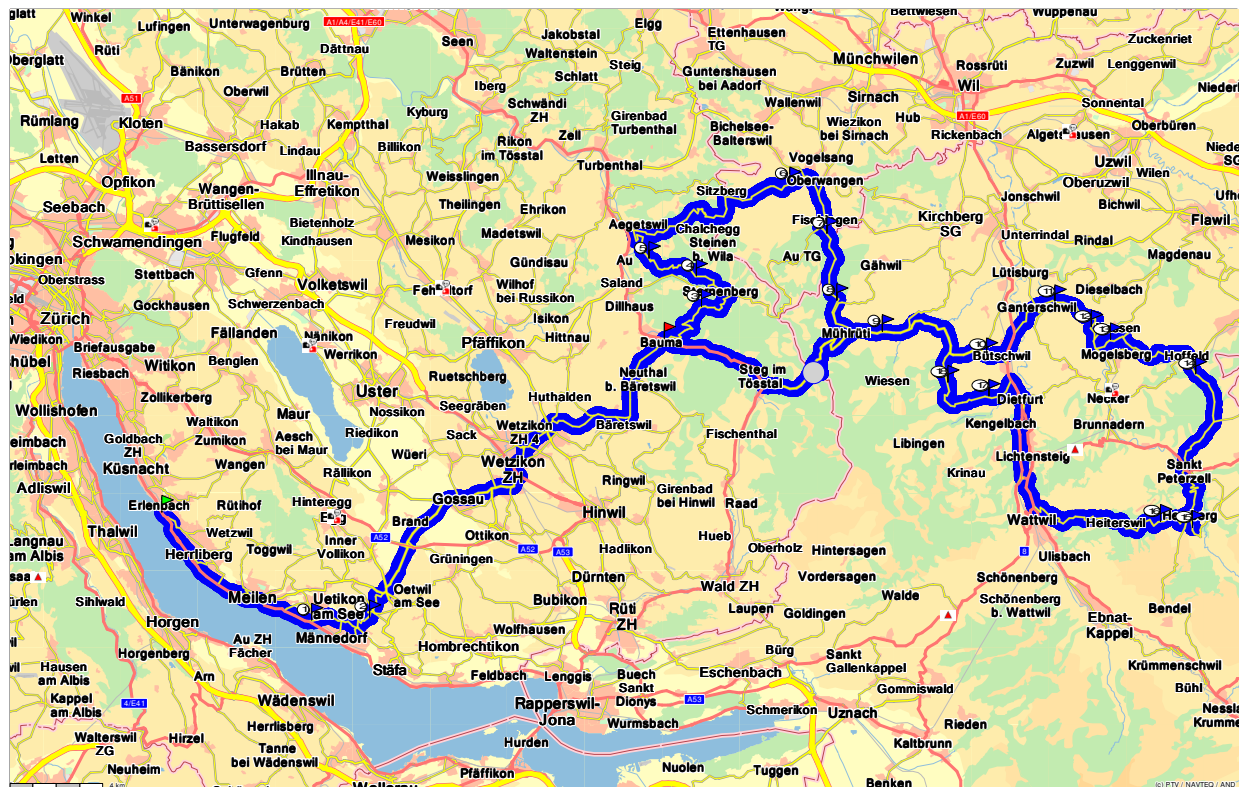 Winkel
Lufingen
Unterwagenburg
A1/A4/E41/E60
Seen
Jakobstal
Elgg
Ettenhausen
TG
Bettwiesen
Wuppenau
Rüti
Dättnau
Waltenstein
Zuckenriet
Oberglatt
Bänikon
Brütten
Steig
Schlatt
Guntershausen
bei Aadorf
Münchwilen
Rossrüti
Zuzwil
Lenggenwil
Oberwil
Iberg
Wil
A51
Kyburg
Schwändi
ZH
Girenbad
Turbenthal
Wallenwil
Sirnach
Sonnental
Rümlang
Kloten
Hakab
Kemptthal
Zell
Bichelsee-
Balterswil
Wiezikon
bei Sirnach
Hub
A1/E60
Rickenbach
Oberbüren
Letten
Bassersdorf
Lindau
Billikon
Rikon
im Tösstal
Vogelsang
Uzwil
Opfikon
Illnau-
Effretikon
Weisslingen
Turbenthal
Oberwangen
Wilen
Oberuzwil
Seebach
Wangen-
Brüttisellen
Theilingen
Ehrikon
Sitzberg
Jonschwil
Bichwil
Bietenholz
Aegetswil
Chalchegg
Kirchberg
SG
Flawil
Schwamendingen
Flugfeld
Kindhausen
Mesikon
Madetswil
Steinen
b. Wila
Unterrindal
Rindal
Magdenau
Oberstrass
Stettbach
Gfenn
Gündisau
Au
Au TG
Gähwil
Lütisburg
Gockhausen
Schwerzenbach
Volketswil
Wilhof
bei Russikon
Saland
Dillhaus
Dieselbach
Ganterschwil
Zürich
Fällanden
Freudwil
Isikon
Hittnau
Mühlrüti
Wiedikon
Briefausgabe
Nänikon
Werrikon
Pfäffikon
Bauma
Bütschwil
Mogelsberg
Hoffeld
Riesbach
Witikon
Benglen
Ruetschberg
Neuthal
b. Bäretswil
Steg im
Tösstal
Wiesen
Zollikerberg
Uster
Huthalden
Dietfurt
Necker
Wollishofen
Maur
Nossikon
Seegräben
Kengelbach
Brunnadern
Waltikon
Zumikon
Aesch
bei Maur
Riedikon
Sack
Wetzikon
ZH 4
Bäretswil
Fischenthal
Libingen
Goldbach
ZH
Küsnacht
Wangen
Wüeri
Wetzikon
ZH
Lichtensteig
Adliswil
Rällikon
Ringwil
Krinau
Sankt
Peterzell
Erlenbach
Rütihof
Hinteregg
Gossau
Girenbad
bei Hinwil
Raad
Thalwil
Wetzwil
Brand
Hinwil
Wattwil
Heiterswil
Langnau
am Albis
Herrliberg
Toggwil
Inner
Vollikon
A52
Ottikon
A52
A53
Hadlikon
Hueb
Oberholz
Hintersagen
8
Ulisbach
Grüningen
Sihlwald
Meilen
Uetikon
am See
Oetwil
am See
Dürnten
Wald ZH
Vordersagen
Schönenberg
Walde
Schönenberg
b. Wattwil
Horgen
Bubikon
Rüti
ZH
Laupen
Goldingen
Bendel
Männedorf
Wolfhausen
Ebnat-
Kappel
Horgenberg
Au ZH
Fächer
Hombrechtikon
Bürg
Sankt
Gallenkappel
Hausen
am Albis
Arn
Stäfa
Feldbach
Lenggis
Buech
Sankt
Dionys
Eschenbach
Krümmenschwil
Gommiswald
Bühl
Kappel
am Albis
4/E41
Wädenswil
Rapperswil-
Jona
A53
Schmerikon
Uznach
Herrlisberg
Wurmsbach
Rieden
Walterswil
ZG
Hirzel
Tanne
bei Wädenswil
Hurden
Kaltbrunn
Neuheim
Pfäffikon
Nuolen
Tuggen
Benken
Wollerau
4 km
(c) PTV / NAVTEQ / AND